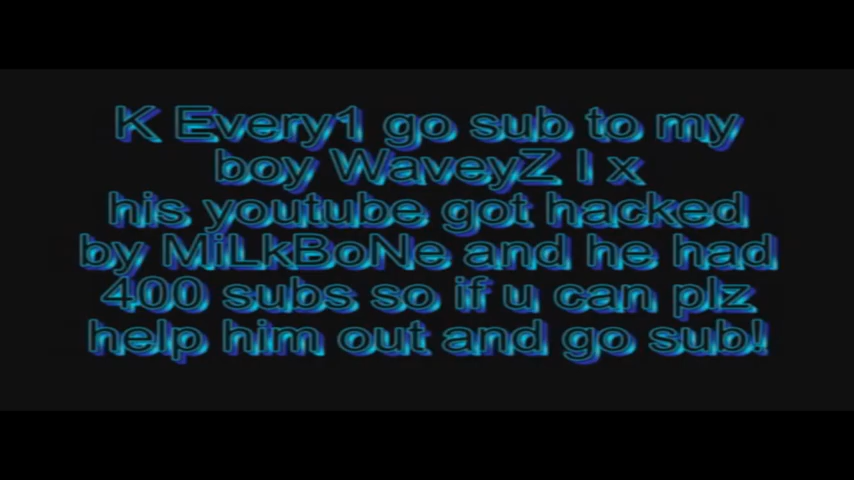 K Every1 go sub to my
boy WaveyZ l x
his youtube got hacked
by MiLkBoNe and he had
400 subs so if u can plz
help him out and go sub!